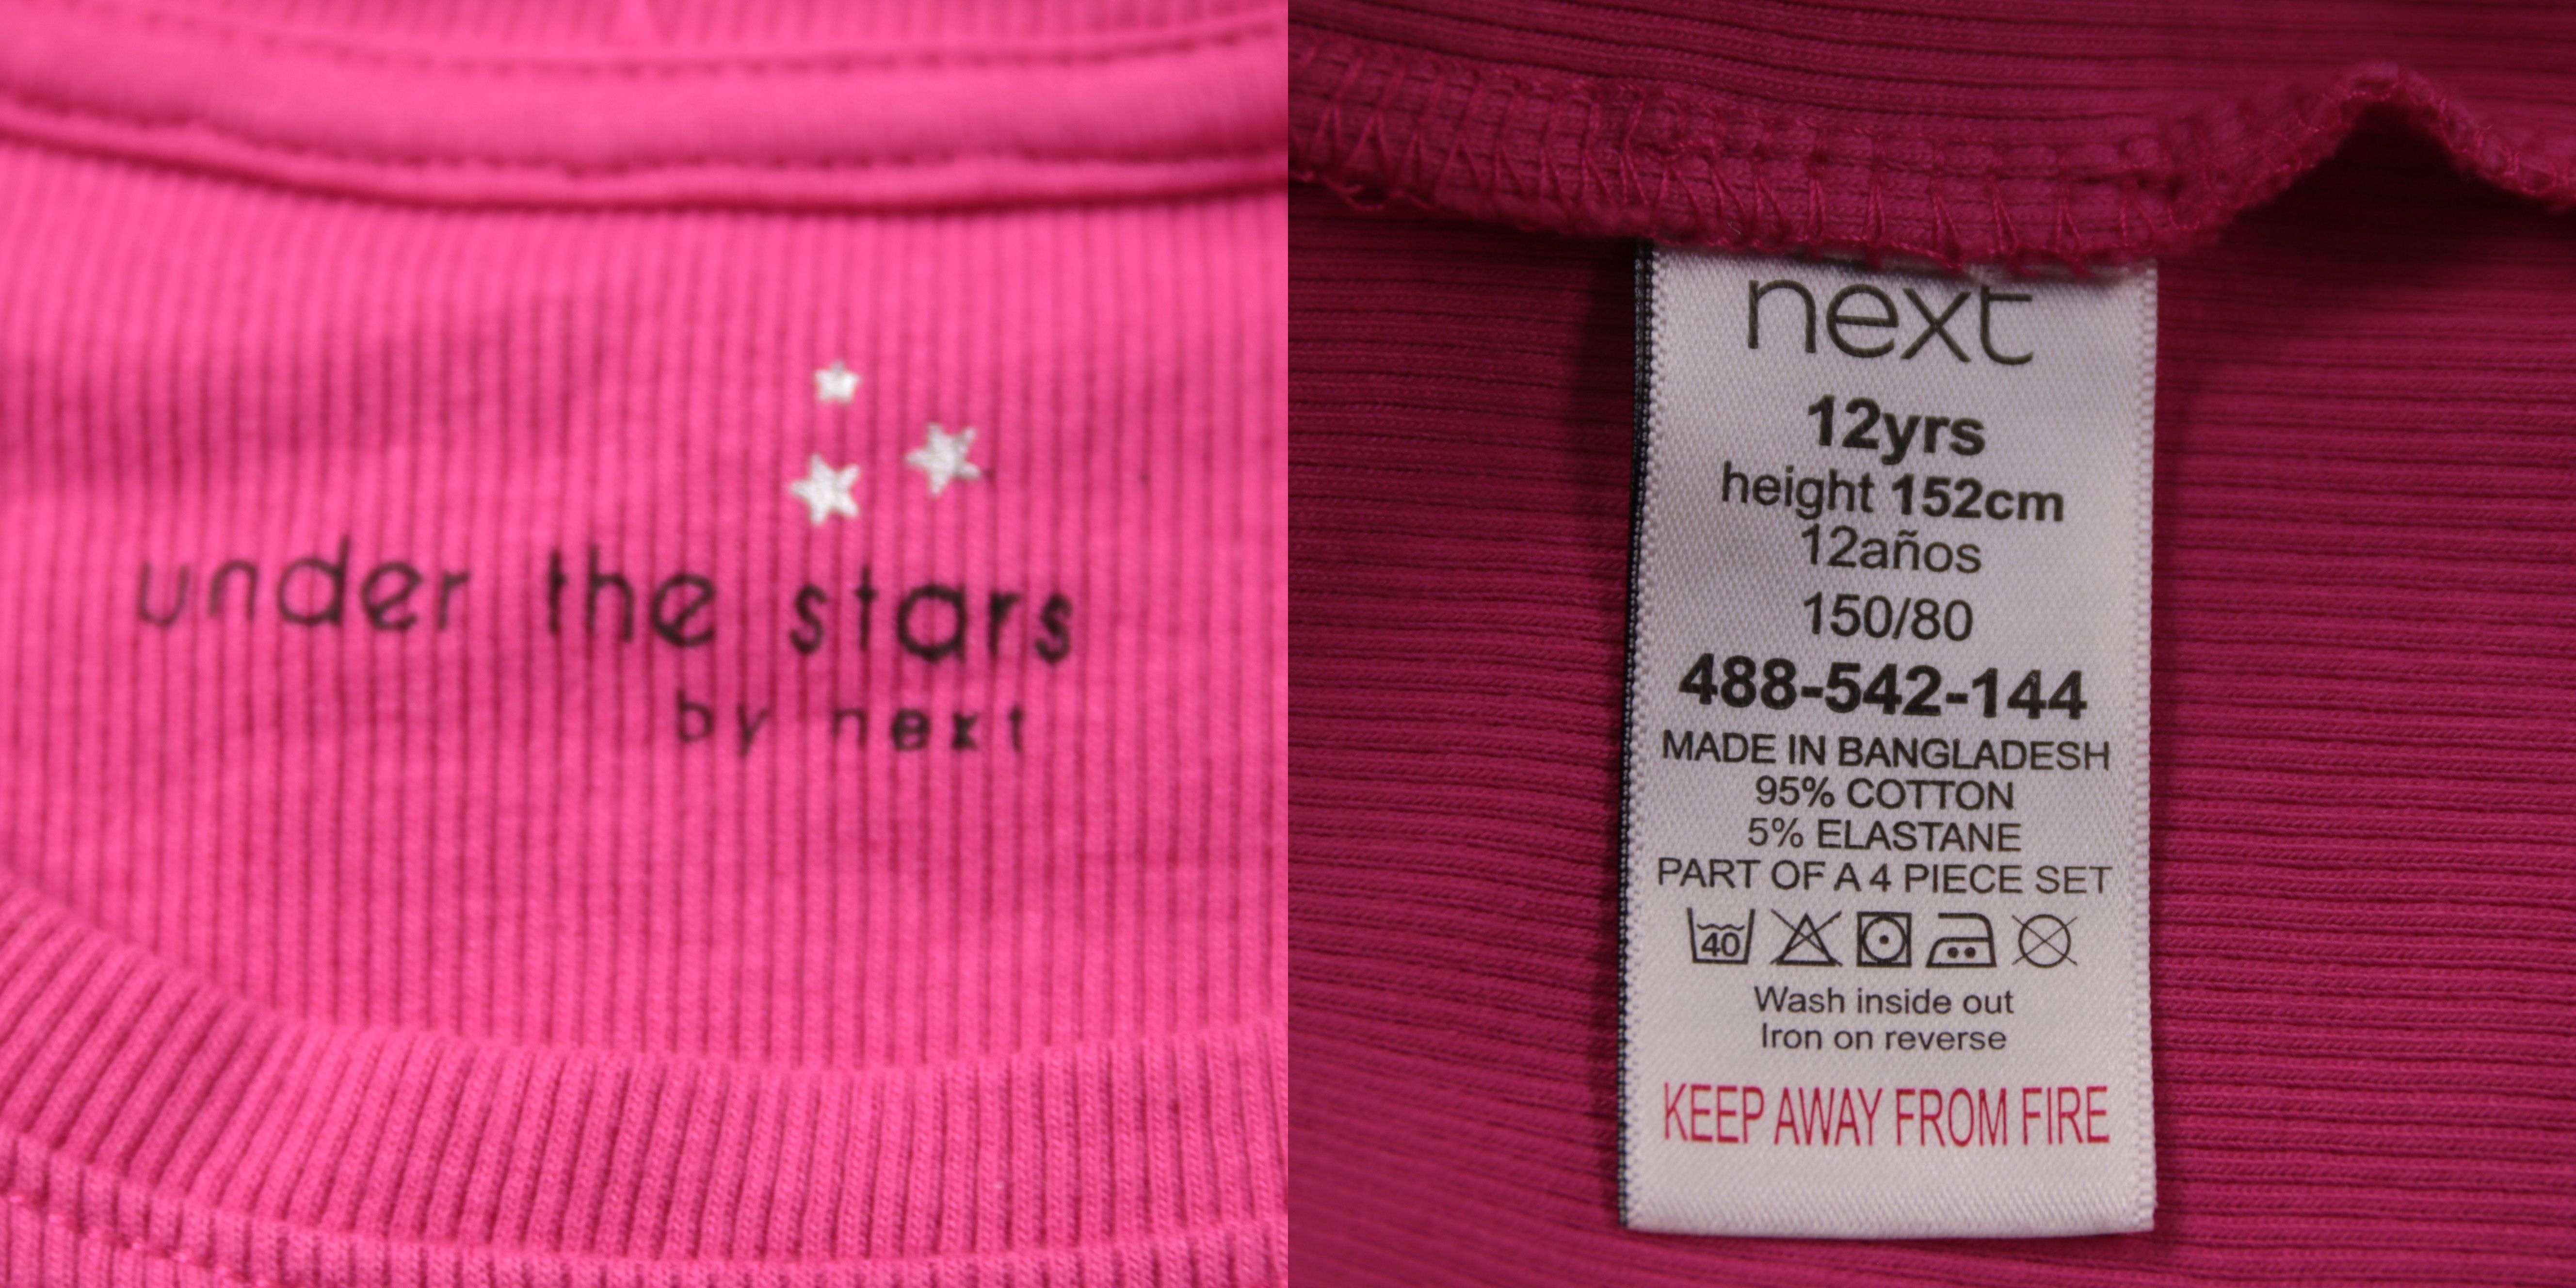 under the stars
by next
next
12yrs
height 152cm
12años
150/80
488-542-144
MADE IN BANGLADESH
95% COTTON
5% ELASTANE
PART OF A 4 PIECE SET
40
Wash inside out
Iron on reverse
KEEP AWAY FROM FIRE